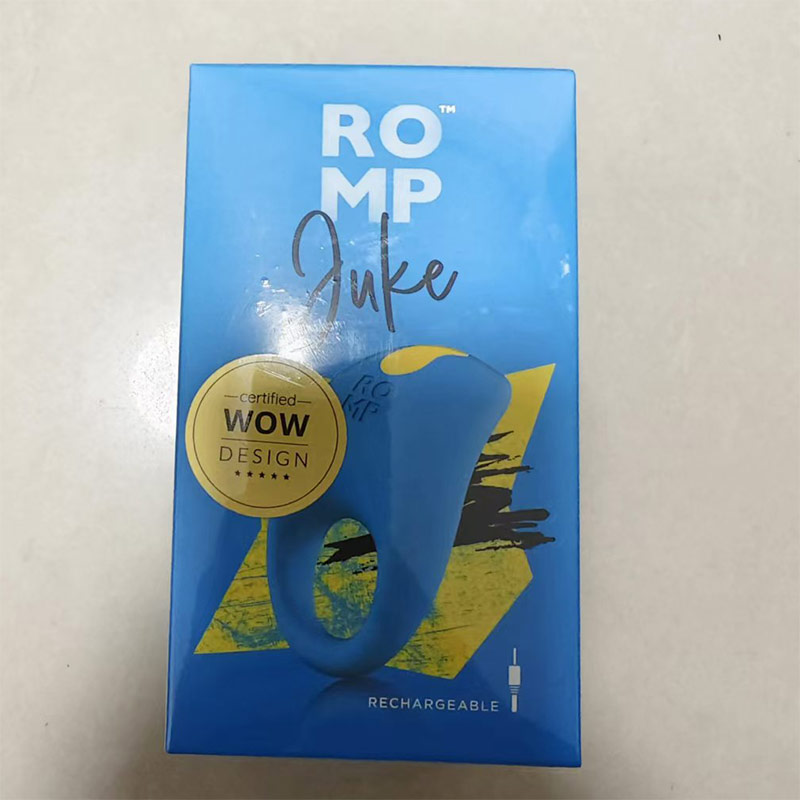 RO™
MP
Juke
RO
MP
certified
WOW
DESIGN
RECHARGEABLE